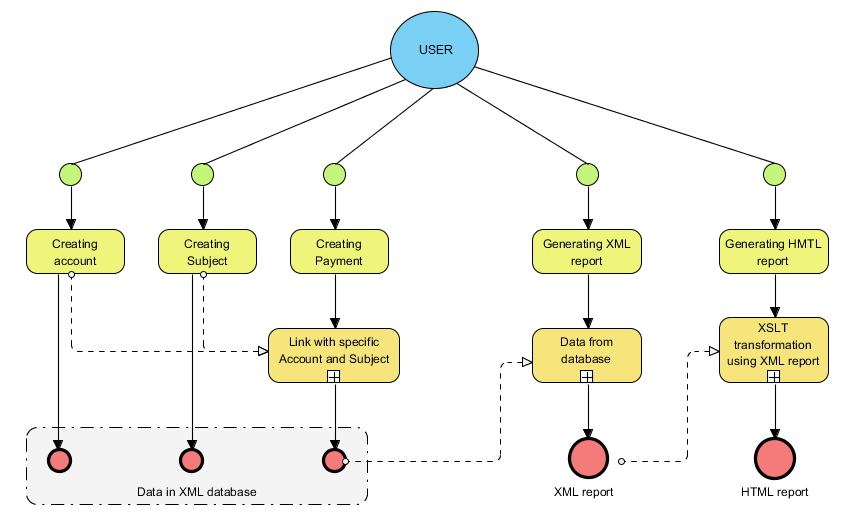 USER
Creating
account
Creating
Subject
Creating
Payment
Generating XML
report
Generating HMTL
report
Link with specific
Account and Subject
Data from
database
XSLT
transformation
using XML report
Data in XML database
XML report
HTML report